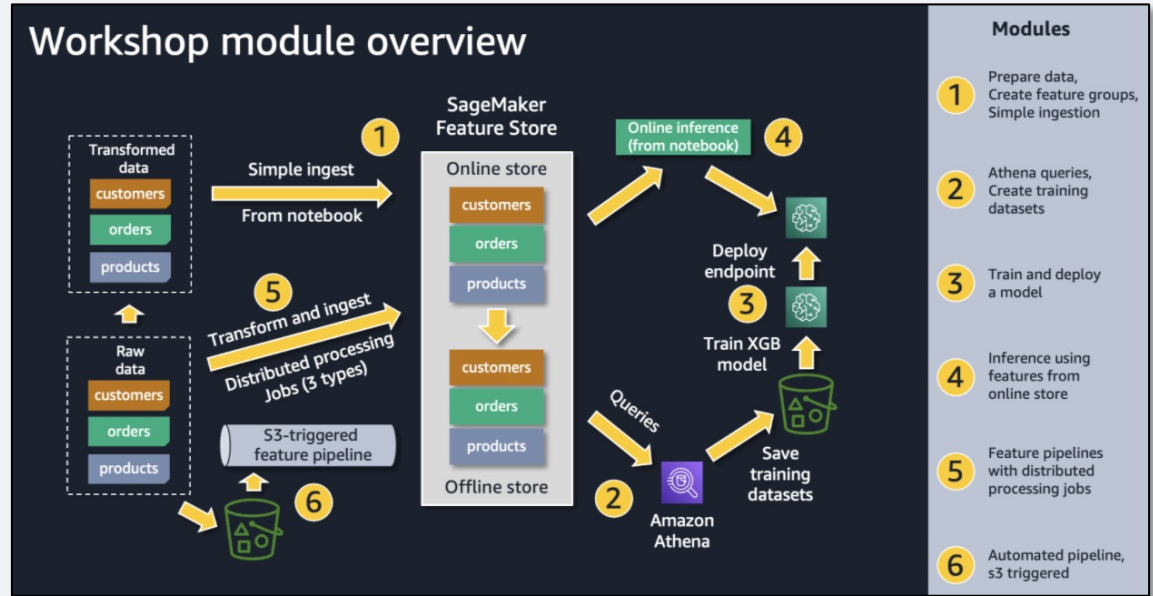 Workshop module overview
Transformed
data
customers
orders
products
Raw
data
customers
orders
products
1
Simple ingest
From notebook
5
Transform and ingest
Distributed processing
Jobs (3 types)
S3-triggered
feature pipeline
6
SageMaker
Feature Store
Online store
customers
orders
products
customers
orders
products
Offline store
Online inference
(from notebook)
4
Deploy
endpoint
3
Train XGB
model
Queries
2
Amazon
Athena
Save
training
datasets
Modules
1
Prepare data,
Create feature groups,
Simple ingestion
2
Athena queries,
Create training
datasets
3
Train and deploy
a model
4
Inference using
features from
online store
5
Feature pipelines
with distributed
processing jobs
6
Automated pipeline,
s3 triggered